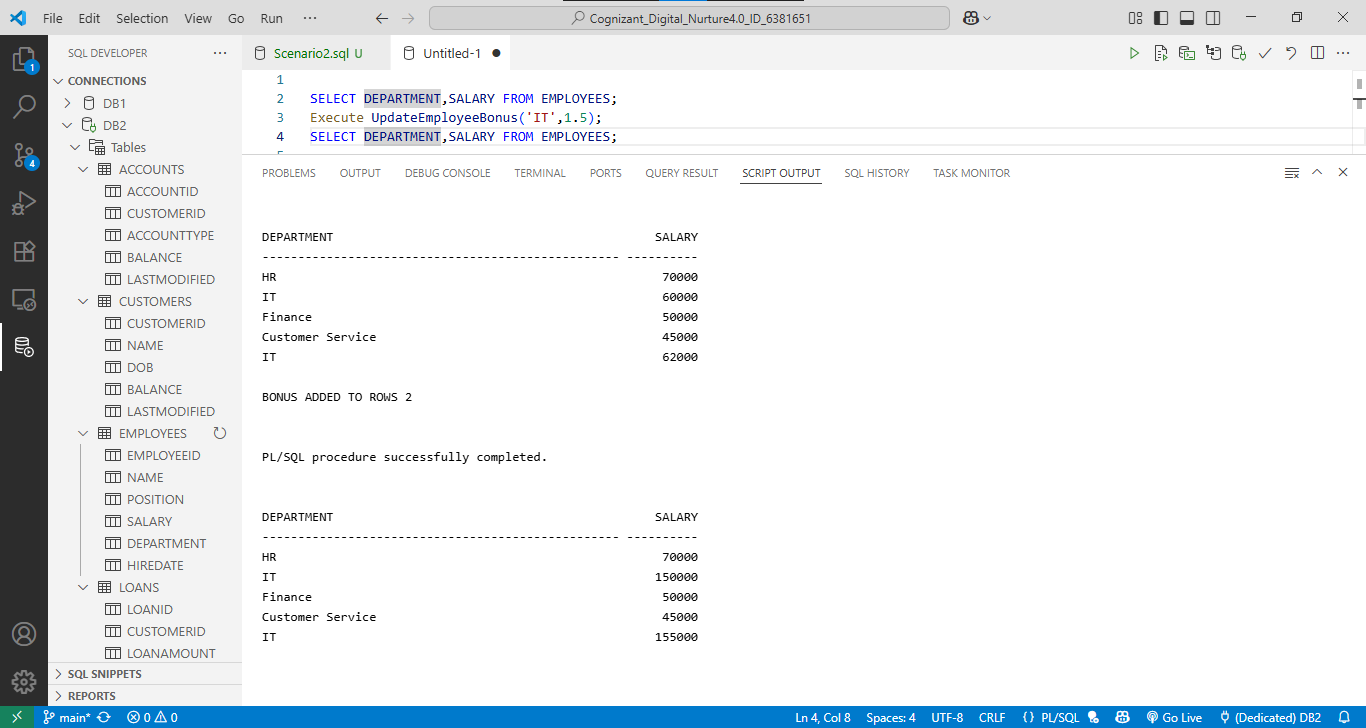 File Edit Selection View Go Run ··· Cognizant_Digital_Nurture4.0_ID_6381651
SQL DEVELOPER ···
Scenario2.sql U Untitled-1
1
CONNECTIONS
DB1
DB2
Tables
ACCOUNTS
ACCOUNTID
CUSTOMERID
ACCOUNTTYPE
BALANCE
LASTMODIFIED
CUSTOMERS
CUSTOMERID
NAME
DOB
BALANCE
LASTMODIFIED
EMPLOYEES
EMPLOYEEID
NAME
POSITION
SALARY
DEPARTMENT
HIREDATE
LOANS
LOANID
CUSTOMERID
LOANAMOUNT
SQL SNIPPETS
REPORTS
4
1
2 SELECT DEPARTMENT,SALARY FROM EMPLOYEES;
3 Execute UpdateEmployeeBonus('IT',1.5);
4 SELECT DEPARTMENT,SALARY FROM EMPLOYEES;
PROBLEMS OUTPUT DEBUG CONSOLE TERMINAL PORTS QUERY RESULT SCRIPT OUTPUT SQL HISTORY TASK MONITOR
DEPARTMENT SALARY
-------------------------------------------------- ----------
HR 70000
IT 60000
Finance 50000
Customer Service 45000
IT 62000
BONUS ADDED TO ROWS 2
PL/SQL procedure successfully completed.
DEPARTMENT SALARY
-------------------------------------------------- ----------
HR 70000
IT 150000
Finance 50000
Customer Service 45000
IT 155000
main* 0 0 Ln 4, Col 8 Spaces: 4 UTF-8 CRLF {} PL/SQL Go Live (Dedicated) DB2